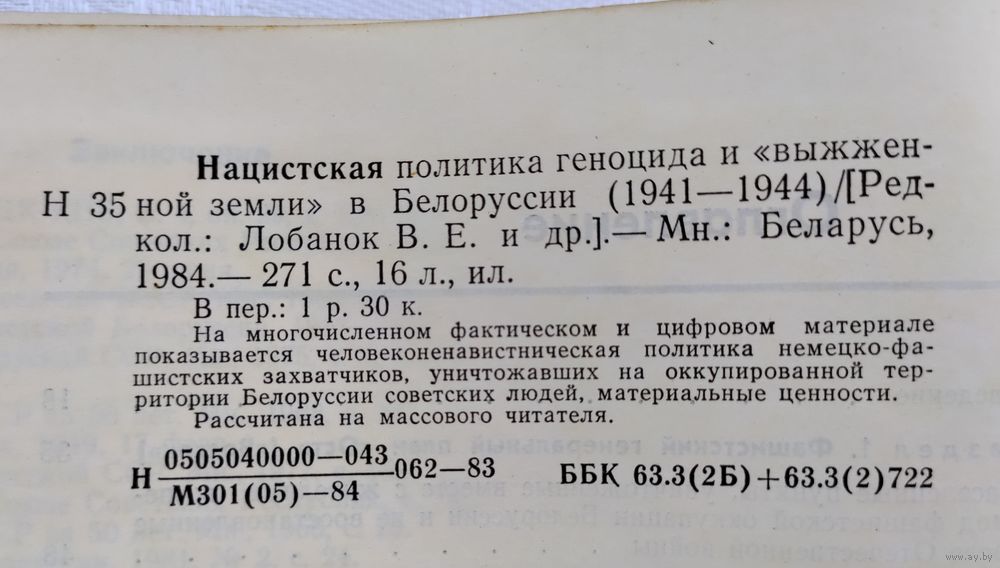 Нацистская политика геноцида и «выжжен-
Н 35 ной земли» в Белоруссии (1941—1944)/[Ред-
кол.: Лобанок В. Е. и др.].— Мн.: Беларусь,
1984.— 271 с., 16 л., ил.
В пер.: 1 р. 30 к.
На многочисленном фактическом и цифровом материале
показывается человеконенавистническая политика немецко-фа-
шистских захватчиков, уничтожавших на оккупированной тер-
ритории Белоруссии советских людей, материальные ценности.
Рассчитана на массового читателя.
Н 0505040000—043
М301(05)—84
062—83
ББК 63.3(2Б)+63.3(2)722
www.ay.by